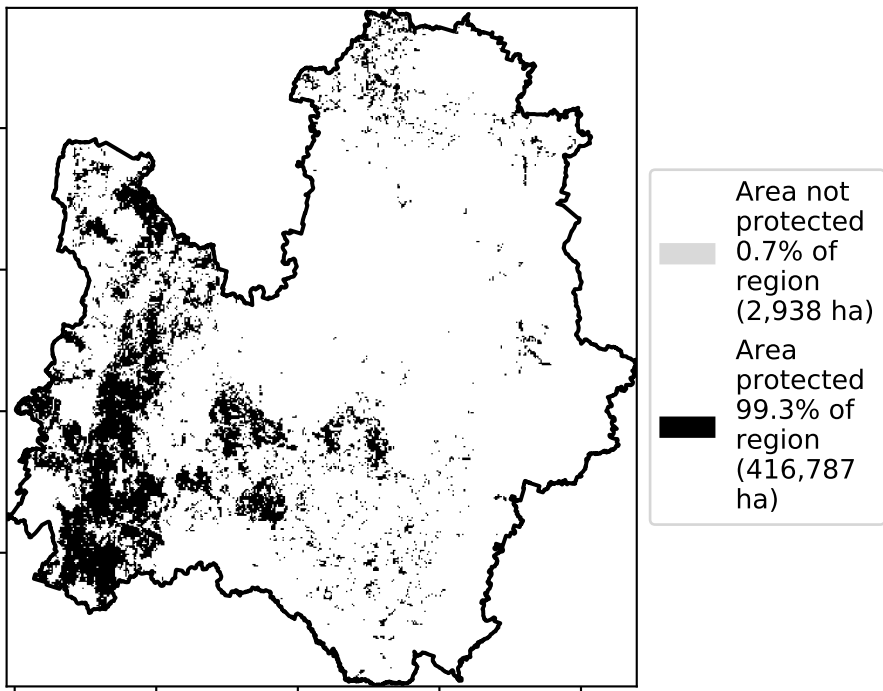 Area not
protected
0.7% of
region
(2,938 ha)
Area
protected
99.3% of
region
(416,787
ha)